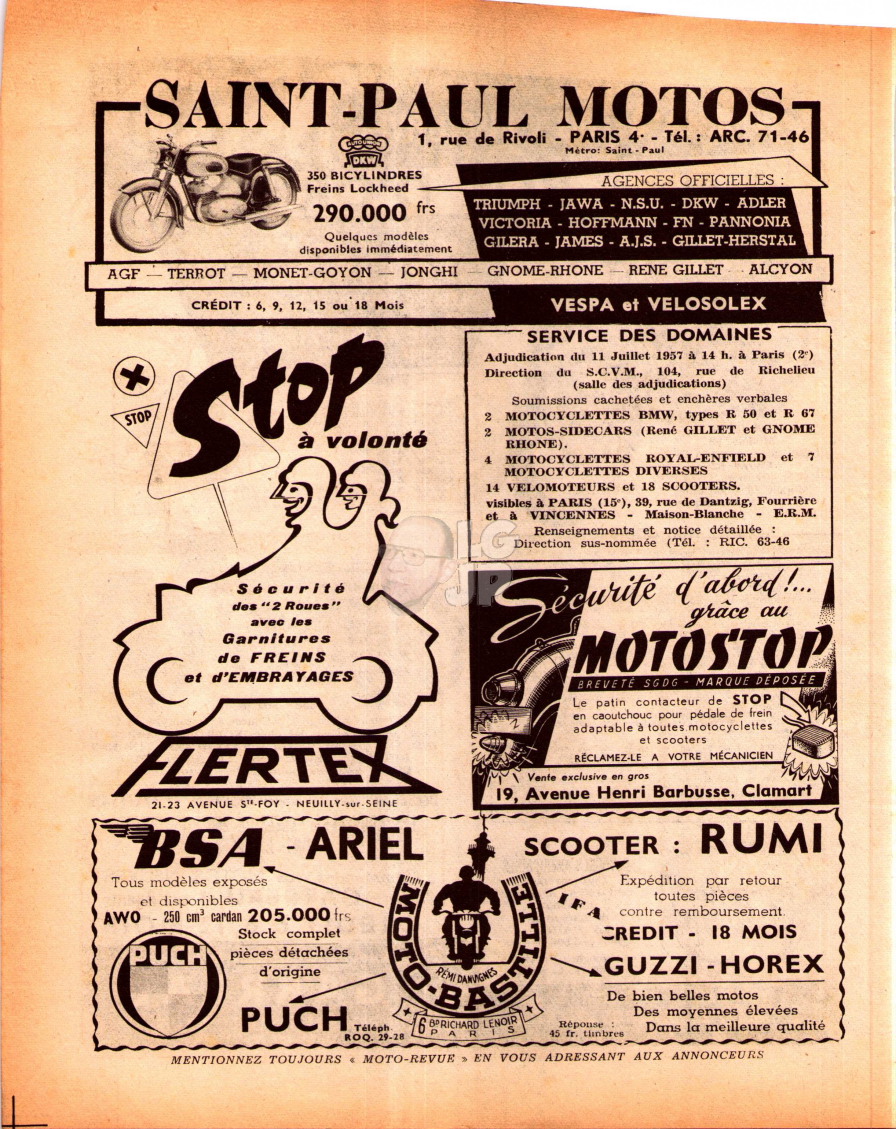 SAINT-PAUL MOTOS
1, rue de Rivoli - PARIS 4e - Tél. : ARC. 71-46
Métro: Saint-Paul
AUTO UNION
DKW
350 BICYLINDRES
Freins Lockheed
290.000 frs
Quelques modèles
disponibles immédiatement
AGENCES OFFICIELLES :
TRIUMPH - JAWA - N.S.U. - DKW - ADLER
VICTORIA - HOFFMANN - FN - PANNONIA
GILERA - JAMES - A.J.S. - GILLET-HERSTAL
AGF — TERROT — MONET-GOYON — JONGHI — GNOME-RHONE — RENE GILLET - ALCYON
CRÉDIT : 6, 9, 12, 15 ou 18 Mois
VESPA et VELOSOLEX
STOP
Stop
à volonté
Sécurité
des "2 Roues"
avec les
Garnitures
de FREINS
et d'EMBRAYAGES
FLERTEX
21-23 AVENUE STE-FOY - NEUILLY-sur-SEINE
SERVICE DES DOMAINES
Adjudication du 11 Juillet 1957 à 14 h. à Paris (2e)
Direction du S.C.V.M., 104, rue de Richelieu
(salle des adjudications)
Soumissions cachetées et enchères verbales
2 MOTOCYCLETTES BMW, types R 50 et R 67
2 MOTOS-SIDECARS (René GILLET et GNOME
RHONE).
4 MOTOCYCLETTES ROYAL-ENFIELD et 7
MOTOCYCLETTES DIVERSES
14 VELOMOTEURS et 18 SCOOTERS.
visibles à PARIS (15e), 39, rue de Dantzig, Fourrière
et à VINCENNES - Maison-Blanche - E.R.M.
Renseignements et notice détaillée :
Direction sus-nommée (Tél. : RIC. 63-46
LG
JP
Sécurité d'abord !...
grâce au
MOTOSTOP
BREVETÉ SGDG - MARQUE DÉPOSÉE
Le patin contacteur de STOP
en caoutchouc pour pédale de frein
adaptable à toutes motocyclettes
et scooters
RÉCLAMEZ-LE A VOTRE MÉCANICIEN
Vente exclusive en gros
19, Avenue Henri Barbusse, Clamart
BSA - ARIEL
Tous modèles exposés
et disponibles
AWO - 250 cm3 cardan 205.000 frs
Stock complet
pièces détachées
d'origine
PUCH
PUCH
Téléph.
ROQ. 29-28
MOTO-BASTILLE
RÉMI DANVIGNES
6 BD RICHARD LENOIR
PARIS
SCOOTER : RUMI
IFA
Expédition par retour
toutes pièces
contre remboursement.
CREDIT - 18 MOIS
GUZZI - HOREX
De bien belles motos
Des moyennes élevées
Dans la meilleure qualité
Réponse :
45 fr. timbres
MENTIONNEZ TOUJOURS « MOTO-REVUE » EN VOUS ADRESSANT AUX ANNONCEURS